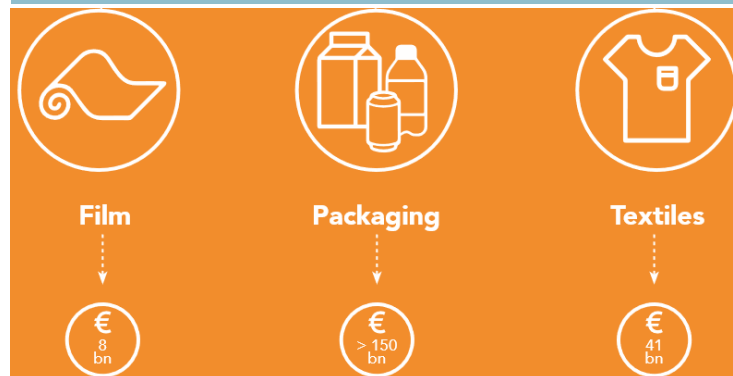 Film
Packaging
Textiles
€
8
bn
€
> 150
bn
€
41
bn